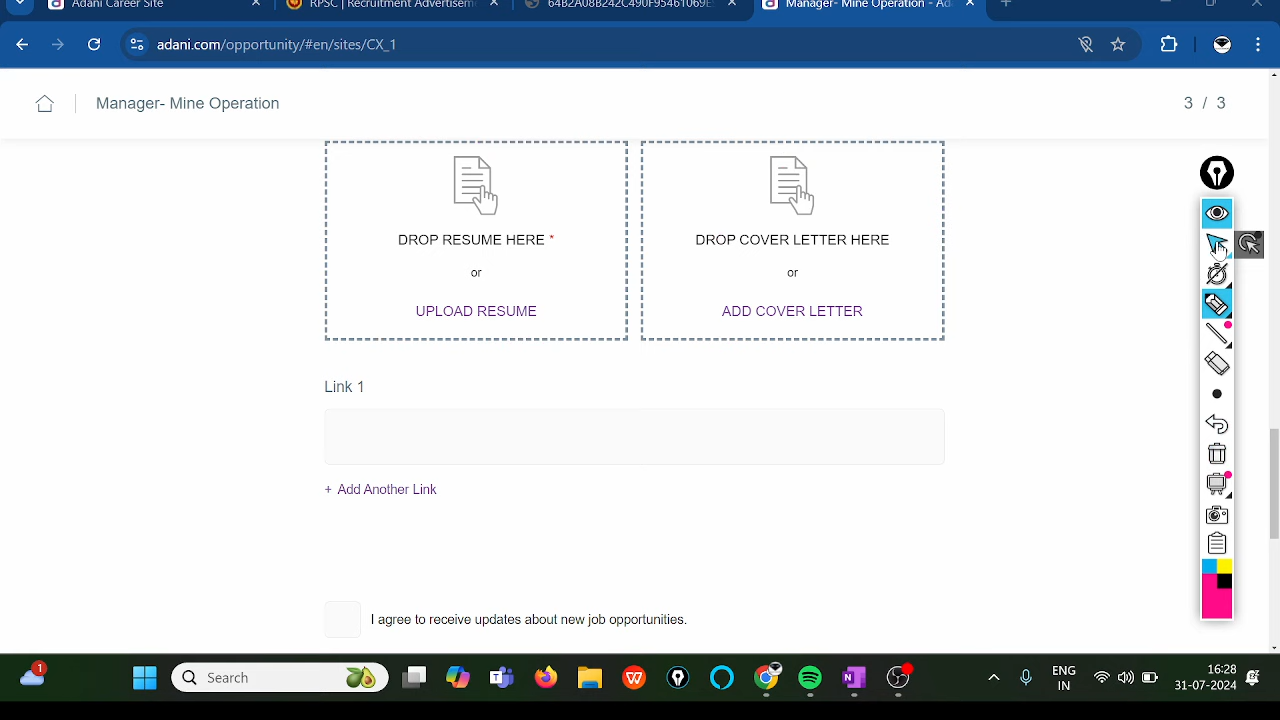 Adani Career Site
RPSC | Recruitment Advertisem
64B2A08B242C490F95461069E
Manager- Mine Operation - Ad
adani.com/opportunity/#en/sites/CX_1
Manager- Mine Operation
3 / 3
DROP RESUME HERE *
or
UPLOAD RESUME
DROP COVER LETTER HERE
or
ADD COVER LETTER
Link 1
+ Add Another Link
I agree to receive updates about new job opportunities.
1
Search
ENG
IN
16:28
31-07-2024